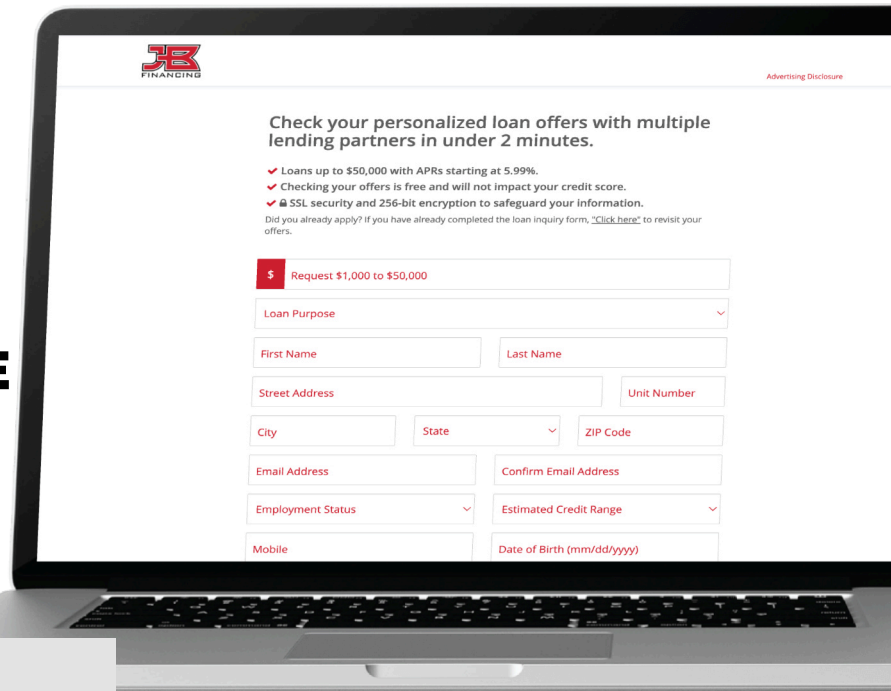 JB
FINANCING
Advertising Disclosure
Check your personalized loan offers with multiple
lending partners in under 2 minutes.
Loans up to $50,000 with APRs starting at 5.99%.
Checking your offers is free and will not impact your credit score.
SSL security and 256-bit encryption to safeguard your information.
Did you already apply? If you have already completed the loan inquiry form, "Click here" to revisit your
offers.
$ Request $1,000 to $50,000
Loan Purpose
First Name Last Name
Street Address Unit Number
E
City State ZIP Code
Email Address Confirm Email Address
Employment Status Estimated Credit Range
Mobile Date of Birth (mm/dd/yyyy)